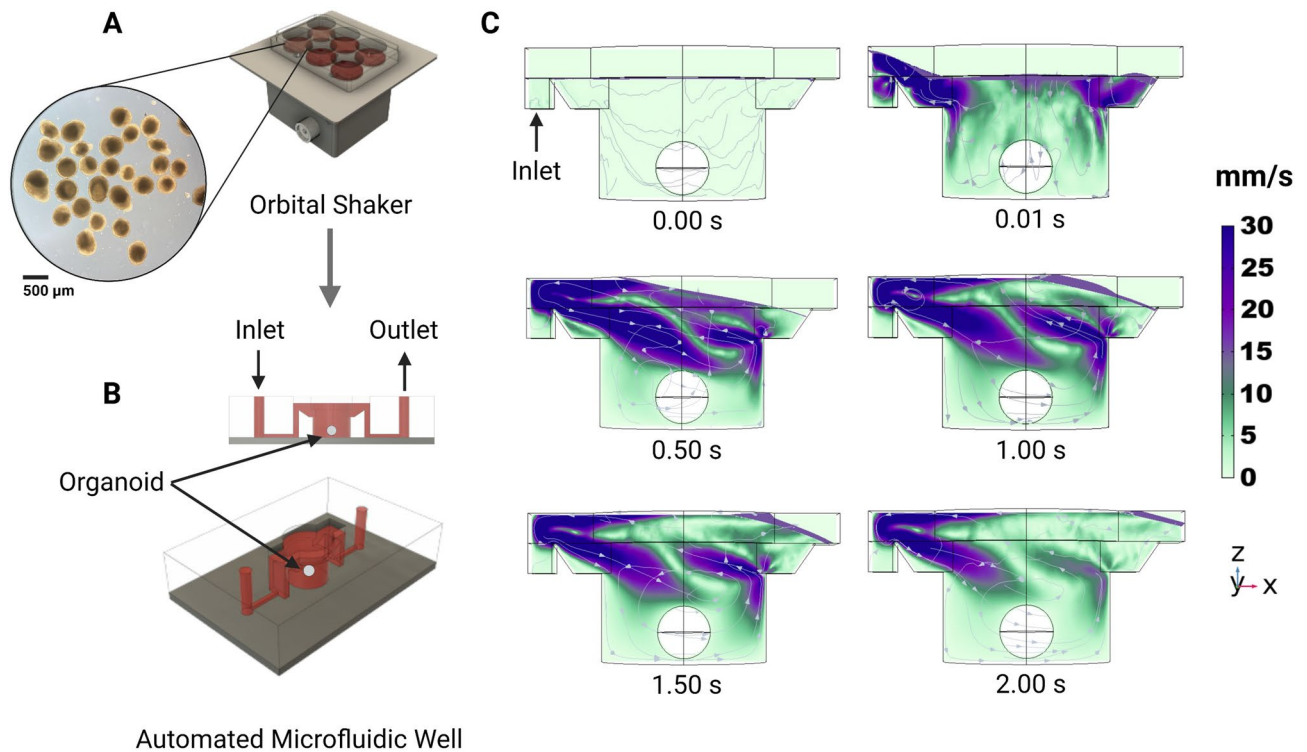 A
Orbital Shaker
500 µm
B
Inlet
Outlet
Organoid
Automated Microfluidic Well
C
Inlet
0.00 s
0.01 s
0.50 s
1.00 s
1.50 s
2.00 s
mm/s
30
25
20
15
10
5
0
z
y
x